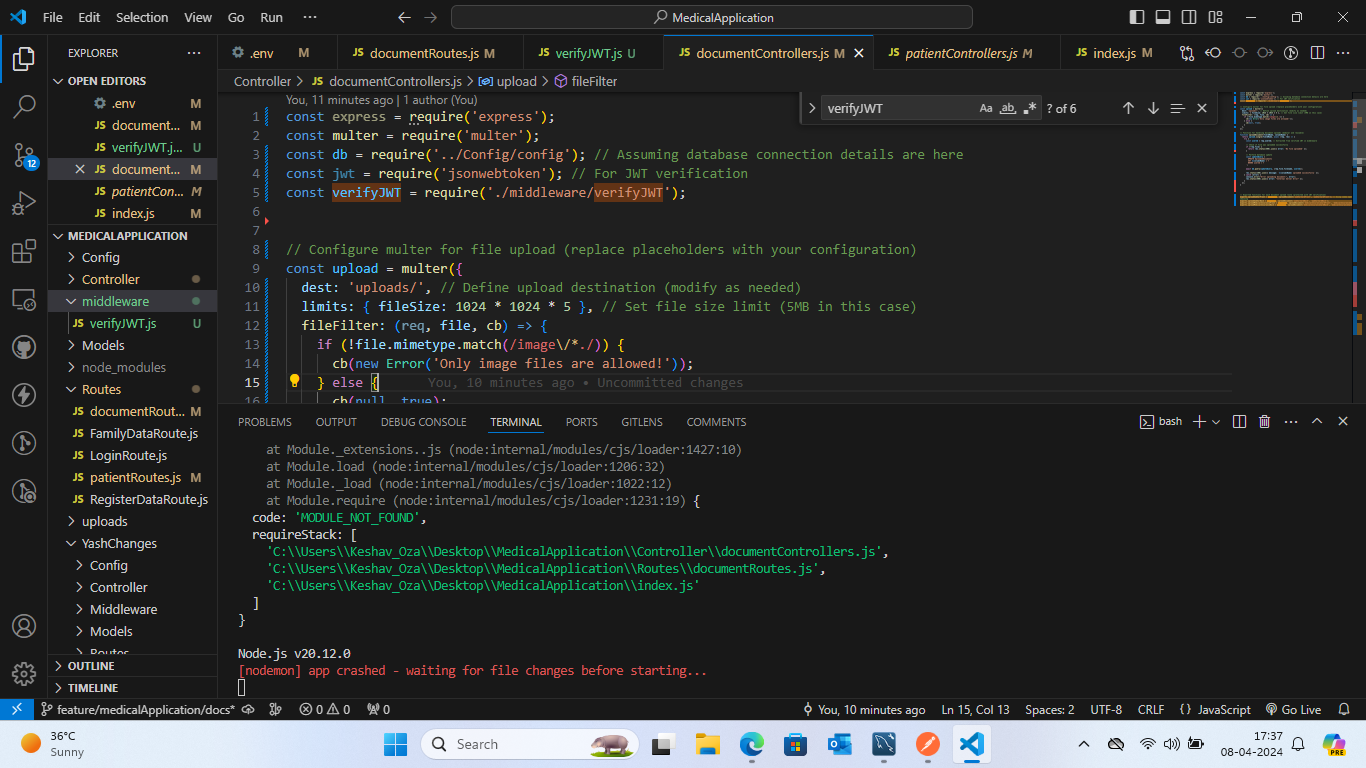 File Edit Selection View Go Run ···
MedicalApplication
EXPLORER
OPEN EDITORS
.env M
JS document... M
JS verifyJWT.j... U
JS document... M
JS patientCon... M
JS index.js M
MEDICALAPPLICATION
Config
Controller
middleware
JS verifyJWT.js U
Models
node_modules
Routes
JS documentRout... M
JS FamilyDataRoute.js
JS LoginRoute.js
JS patientRoutes.js M
JS RegisterDataRoute.js
uploads
YashChanges
Config
Controller
Middleware
Models
Routes
OUTLINE
TIMELINE
12
.env M JS documentRoutes.js M JS verifyJWT.js U JS documentControllers.js M JS patientControllers.js M JS index.js M
Controller > JS documentControllers.js > upload > fileFilter
You, 11 minutes ago | 1 author (You)
verifyJWT Aa ab .* ? of 6
1 const express = require('express');
2 const multer = require('multer');
3 const db = require('../Config/config'); // Assuming database connection details are here
4 const jwt = require('jsonwebtoken'); // For JWT verification
5 const verifyJWT = require('./middleware/verifyJWT');
6
7
8 // Configure multer for file upload (replace placeholders with your configuration)
9 const upload = multer({
10 dest: 'uploads/', // Define upload destination (modify as needed)
11 limits: { fileSize: 1024 * 1024 * 5 }, // Set file size limit (5MB in this case)
12 fileFilter: (req, file, cb) => {
13 if (!file.mimetype.match(/image\/*./)) {
14 cb(new Error('Only image files are allowed!'));
15 } else { You, 10 minutes ago • Uncommitted changes
16 cb(null, true);
PROBLEMS OUTPUT DEBUG CONSOLE TERMINAL PORTS GITLENS COMMENTS bash
at Module._extensions..js (node:internal/modules/cjs/loader:1427:10)
at Module.load (node:internal/modules/cjs/loader:1206:32)
at Module._load (node:internal/modules/cjs/loader:1022:12)
at Module.require (node:internal/modules/cjs/loader:1231:19) {
code: 'MODULE_NOT_FOUND',
requireStack: [
'C:\\Users\\Keshav_Oza\\Desktop\\MedicalApplication\\Controller\\documentControllers.js',
'C:\\Users\\Keshav_Oza\\Desktop\\MedicalApplication\\Routes\\documentRoutes.js',
'C:\\Users\\Keshav_Oza\\Desktop\\MedicalApplication\\index.js'
]
}
Node.js v20.12.0
[nodemon] app crashed - waiting for file changes before starting...
feature/medicalApplication/docs* 0 0 0 You, 10 minutes ago Ln 15, Col 13 Spaces: 2 UTF-8 CRLF {} JavaScript Go Live
36°C
Sunny
Search
17:37
08-04-2024
PRE